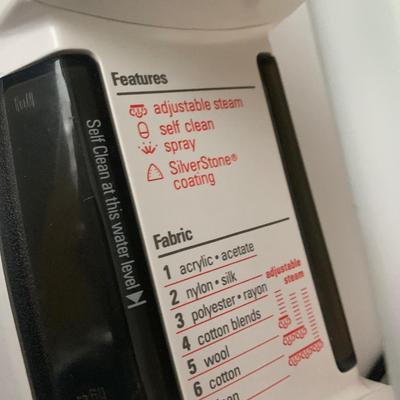 Features
adjustable steam
self clean
spray
SilverStone®
coating
Self Clean at this water level
Fabric
adjustable
steam
1 acrylic • acetate
2 nylon • silk
3 polyester • rayon
4 cotton blends
5 wool
6 cotton